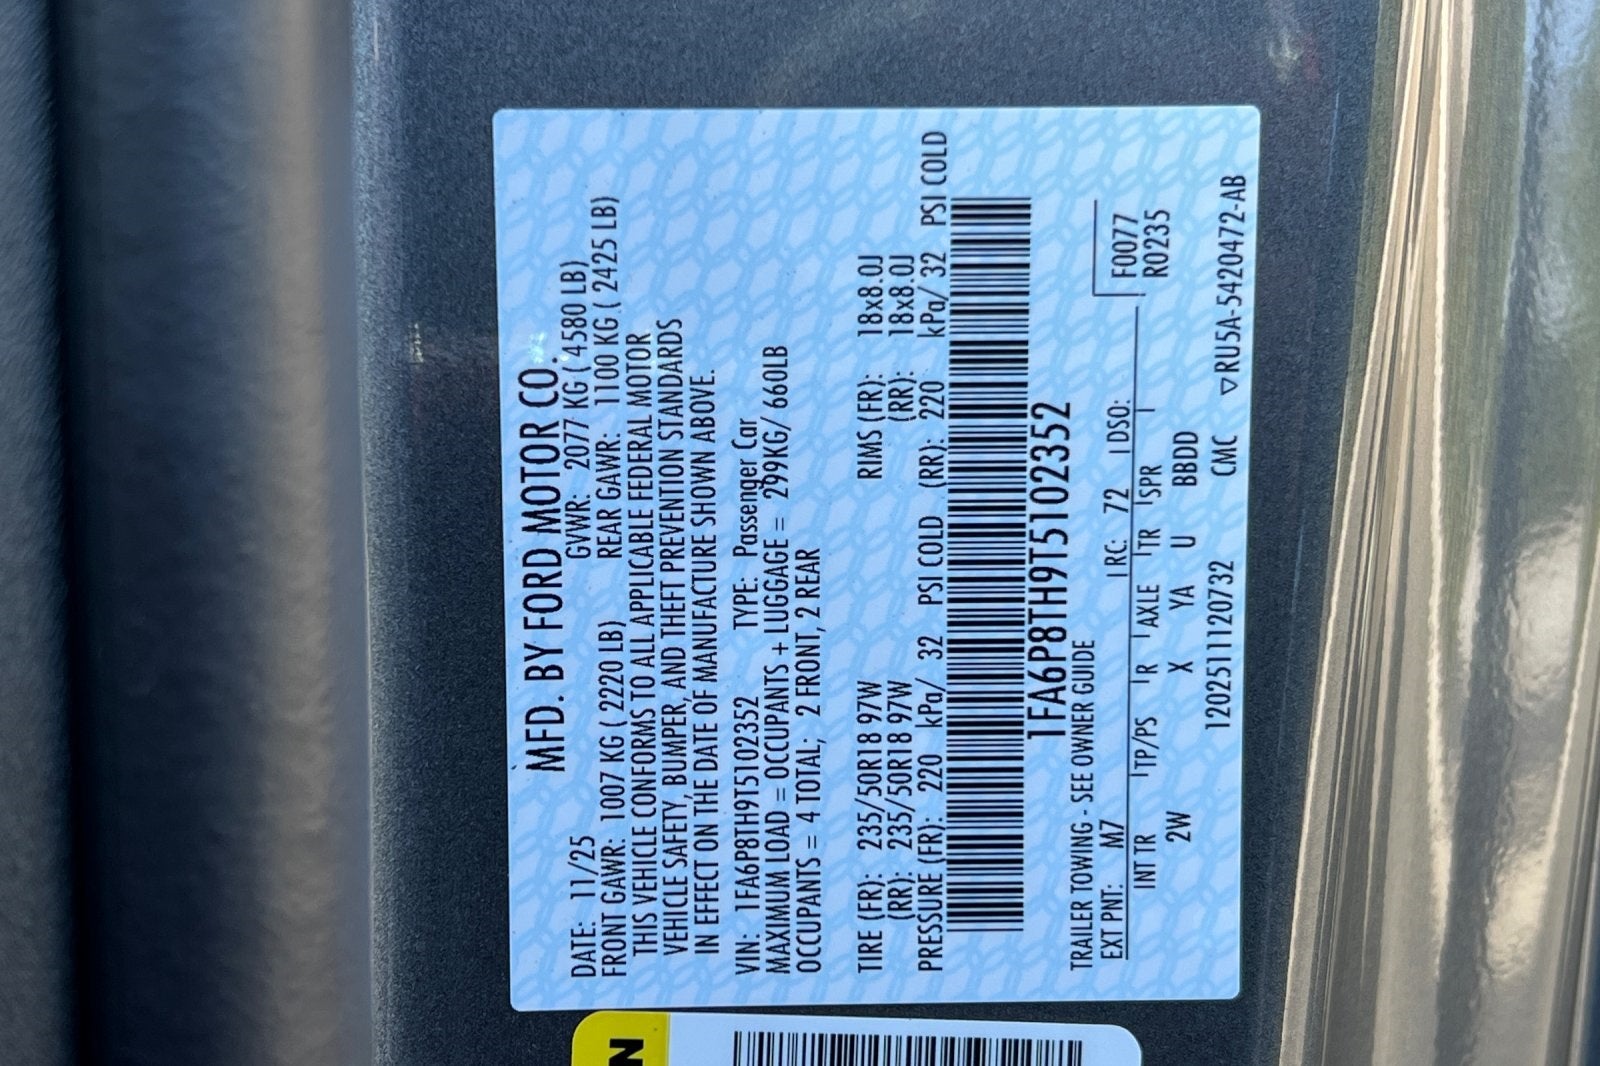 MFD. BY FORD MOTOR CO.
DATE: 11/25 GVWR: 2077 KG ( 4580 LB)
FRONT GAWR: 1007 KG ( 2220 LB) REAR GAWR: 1100 KG ( 2425 LB)
THIS VEHICLE CONFORMS TO ALL APPLICABLE FEDERAL MOTOR
VEHICLE SAFETY, BUMPER, AND THEFT PREVENTION STANDARDS
IN EFFECT ON THE DATE OF MANUFACTURE SHOWN ABOVE.
VIN: 1FA6P8TH9T5102352 TYPE: Passenger Car
MAXIMUM LOAD = OCCUPANTS + LUGGAGE = 299KG/ 660LB
OCCUPANTS = 4 TOTAL; 2 FRONT, 2 REAR
TIRE (FR): 235/50R18 97W RIMS (FR): 18x8.0J
(RR): 235/50R18 97W (RR): 18x8.0J
PRESSURE (FR): 220 kPa/ 32 PSI COLD (RR): 220 kPa/ 32 PSI COLD
1FA6P8TH9T5102352
TRAILER TOWING - SEE OWNER GUIDE
EXT PNT: M7 RC: 72 DSO: F0077
INT TR TP/PS R AXLE TR SPR R0235
2W X YA U BBDD
12025111120732 CMC ▽RU5A-5420472-AB
N